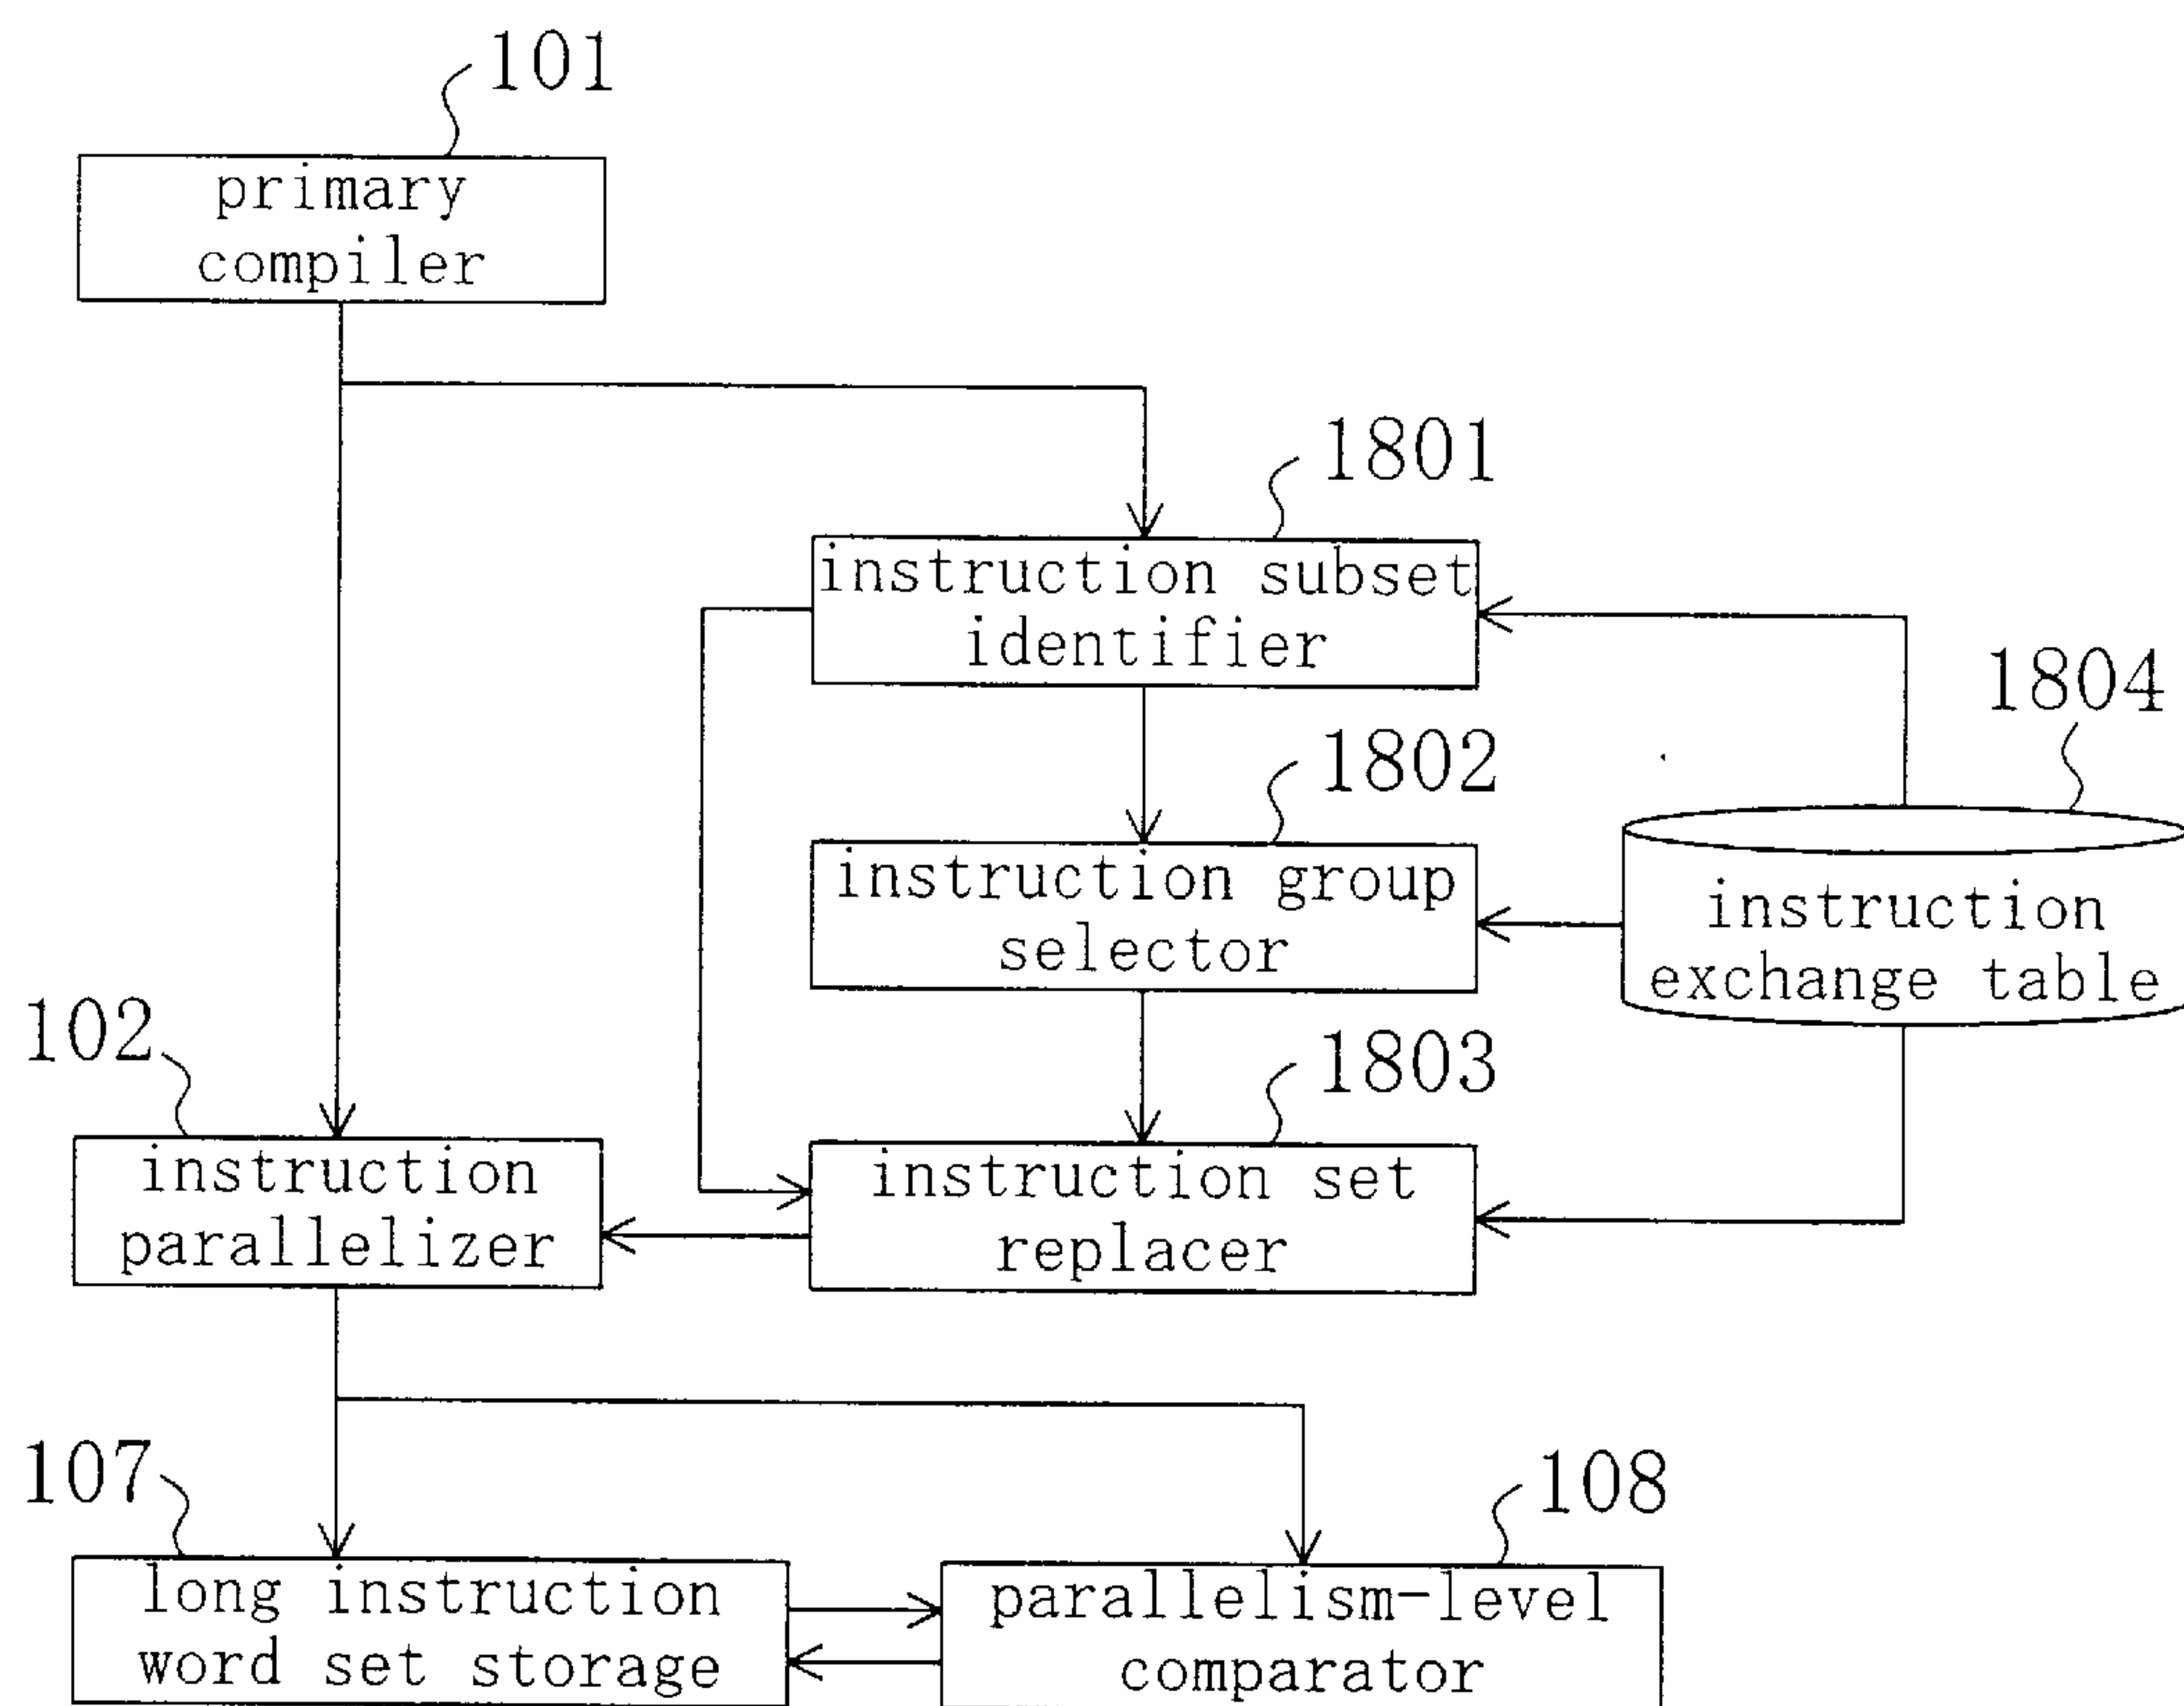 101
primary
compiler
1801
instruction subset
identifier
1804
1802
instruction group
selector
instruction
exchange table
102
1803
instruction
parallelizer
instruction set
replacer
107
108
long instruction
word set storage
parallelism-level
comparator